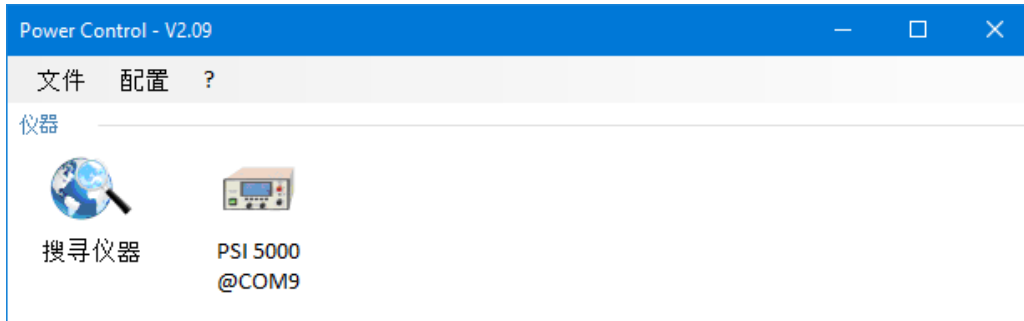 Power Control - V2.09
文件 配置 ?
仪器
搜寻仪器
PSI 5000
@COM9